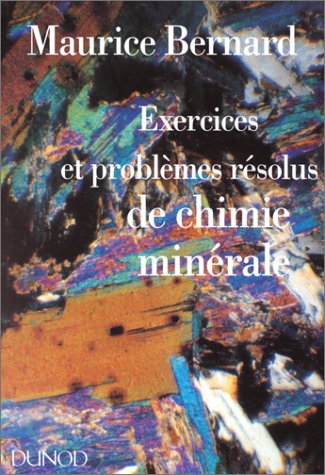 Maurice Bernard
Exercices
et problèmes résolus
de chimie
minérale
DUNOD